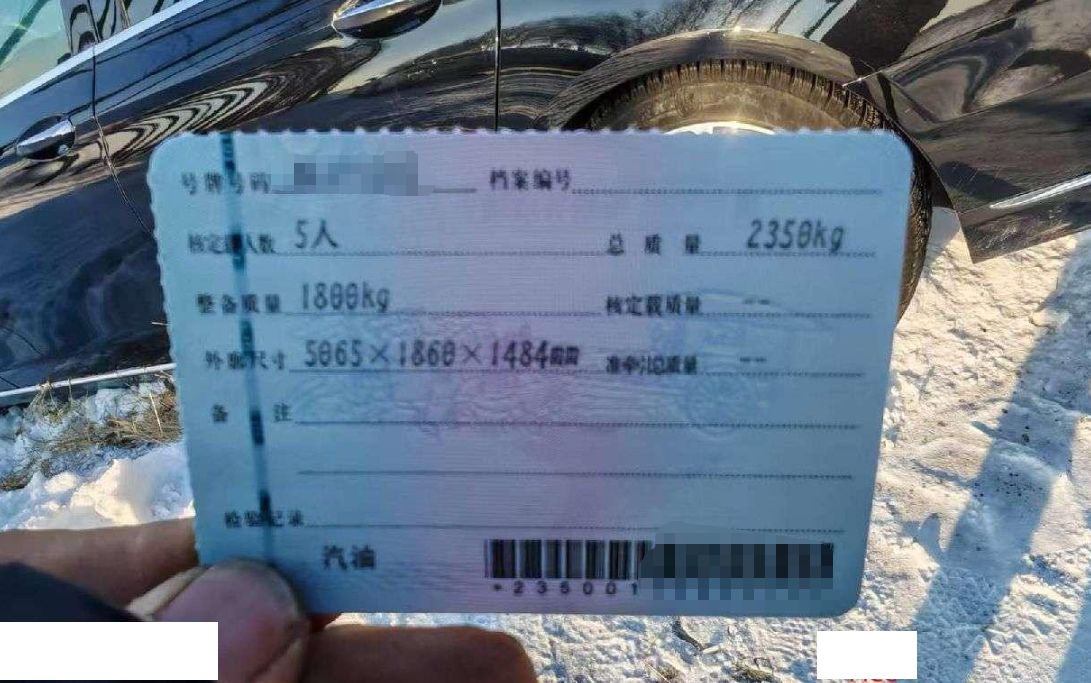 号牌号码 档案编号
核定载人数 5人 总质量 2350kg
整备质量 1800kg 核定载质量 --
外廓尺寸 5065×1860×1484mm 准牵引总质量 --
备注
检验记录
汽油
*235001